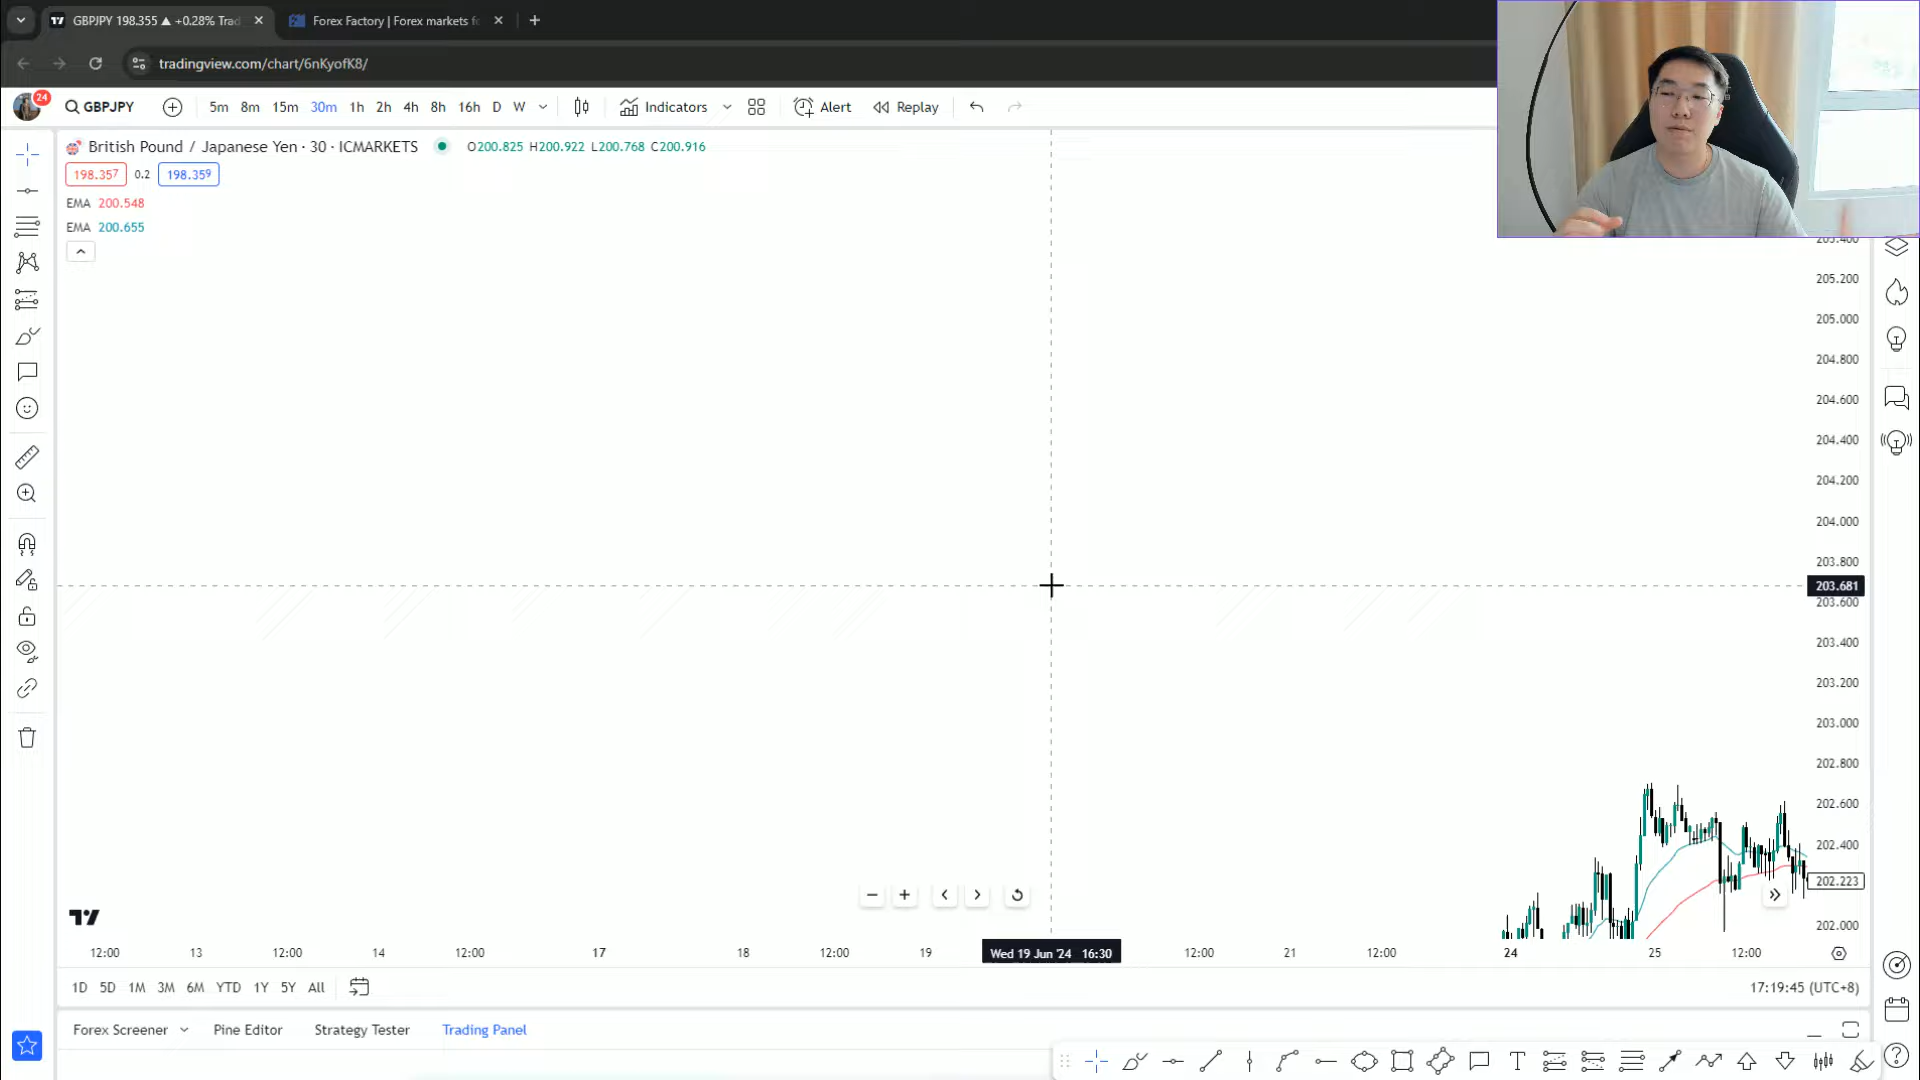 GBPJPY 198.355 ▲ +0.28% Trad
Forex Factory | Forex markets fo
tradingview.com/chart/6nKyofK8/
24
GBPJPY
5m 8m 15m 30m 1h 2h 4h 8h 16h D W
Indicators
Alert
Replay
British Pound / Japanese Yen · 30 · ICMARKETS
O200.825 H200.922 L200.768 C200.916
198.357 0.2 198.359
EMA 200.548
EMA 200.655
205.400
205.200
205.000
204.800
204.600
204.400
204.200
204.000
203.800
203.681
203.600
203.400
203.200
203.000
202.800
202.600
202.400
202.223
202.000
12:00 13 12:00 14 12:00 17 18 12:00 19 Wed 19 Jun '24 16:30 12:00 21 12:00 24 25 12:00
1D 5D 1M 3M 6M YTD 1Y 5Y All
17:19:45 (UTC+8)
Forex Screener Pine Editor Strategy Tester Trading Panel